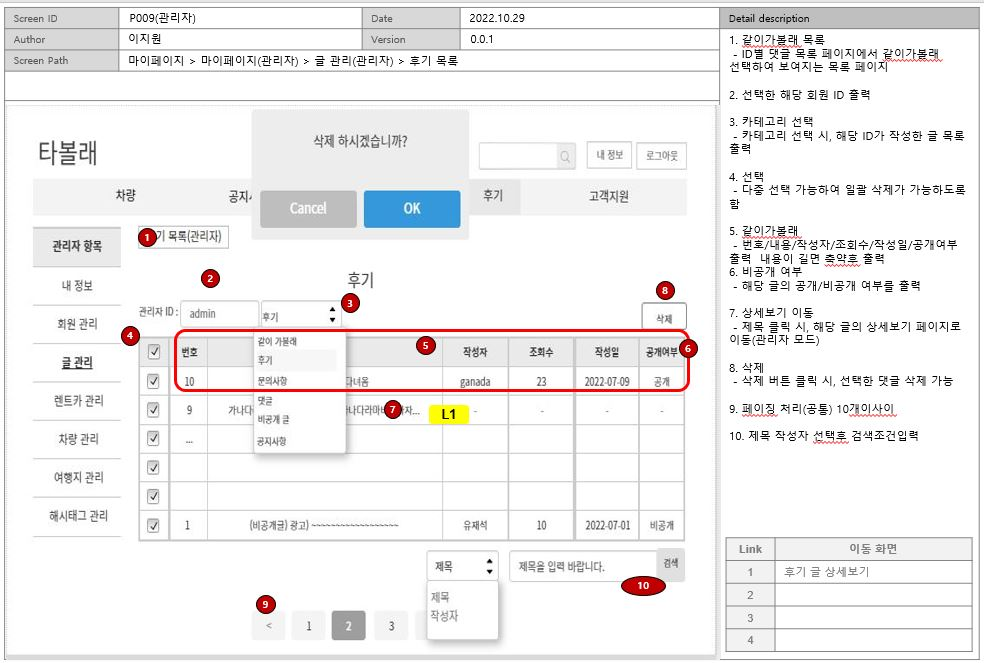 Screen ID P009(관리자) Date 2022.10.29 Detail description
Author 이지원 Version 0.0.1
Screen Path 마이페이지 > 마이페이지(관리자) > 글 관리(관리자) > 후기 목록
삭제 하시겠습니까?
타볼래
내 정보 로그아웃
Cancel OK
차량 공지 후기 고객지원
관리자 항목
내 정보
회원 관리
글 관리
렌트카 관리
차량 관리
여행지 관리
해시태그 관리
1 기 목록(관리자)
2 후기
관리자 ID : admin 후기 3 8 삭제
4 번호 5 작성자 조회수 작성일 공개여부 6
10 다녀옴 ganada 23 2022-07-09 공개
9 가나다 7 L1 - - - -
...
1 (비공개글) 광고) ~~~~~~~~~~~~~~~~~~ 유재석 10 2022-07-01 비공개
같이 가볼래
후기
문의사항
댓글
비공개 글
공지사항
제목 제목을 입력 바랍니다. 검색
10
제목
작성자
9
< 1 2 3
1. 같이가볼래 목록
- ID별 댓글 목록 페이지에서 같이가볼래
선택하여 보여지는 목록 페이지
2. 선택한 해당 회원 ID 출력
3. 카테고리 선택
- 카테고리 선택 시, 해당 ID가 작성한 글 목록
출력
4. 선택
- 다중 선택 가능하여 일괄 삭제가 가능하도록
함
5. 같이가볼래
- 번호/내용/작성자/조회수/작성일/공개여부
출력 내용이 길면 축약후 출력
6. 비공개 여부
- 해당 글의 공개/비공개 여부를 출력
7. 상세보기 이동
- 제목 클릭 시, 해당 글의 상세보기 페이지로
이동(관리자 모드)
8. 삭제
- 삭제 버튼 클릭 시, 선택한 댓글 삭제 가능
9. 페이징 처리(공통) 10개이사이
10. 제목 작성자 선택후 검색조건입력
Link 이동 화면
1 후기 글 상세보기
2
3
4